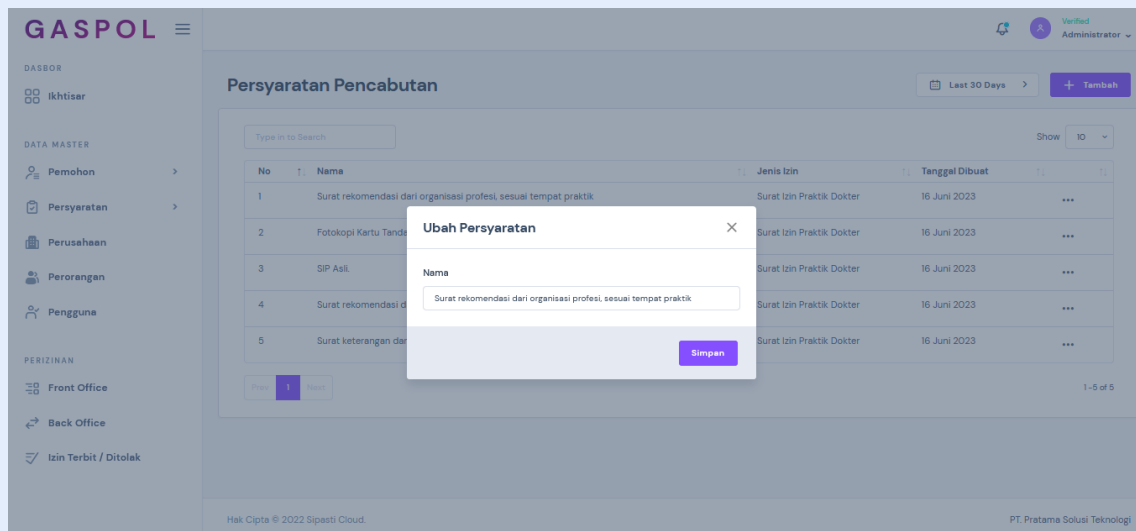 GASPOL
Verified
Administrator
DASBOR
Ikhtisar
DATA MASTER
Pemohon
Persyaratan
Perusahaan
Perorangan
Pengguna
PERIZINAN
Front Office
Back Office
Izin Terbit / Ditolak
Persyaratan Pencabutan
Last 30 Days
+ Tambah
Type in to Search
Show 10
No Nama Jenis Izin Tanggal Dibuat
1 Surat rekomendasi dari organisasi profesi, sesuai tempat praktik Surat Izin Praktik Dokter 16 Juni 2023 ...
2 Fotokopi Kartu Tanda Surat Izin Praktik Dokter 16 Juni 2023 ...
3 SIP Asli. Surat Izin Praktik Dokter 16 Juni 2023 ...
4 Surat rekomendasi d Surat Izin Praktik Dokter 16 Juni 2023 ...
5 Surat keterangan dar Surat Izin Praktik Dokter 16 Juni 2023 ...
Prev 1 Next
1-5 of 5
Ubah Persyaratan
Nama
Surat rekomendasi dari organisasi profesi, sesuai tempat praktik
Simpan
Hak Cipta © 2022 Sipasti Cloud.
PT. Pratama Solusi Teknologi